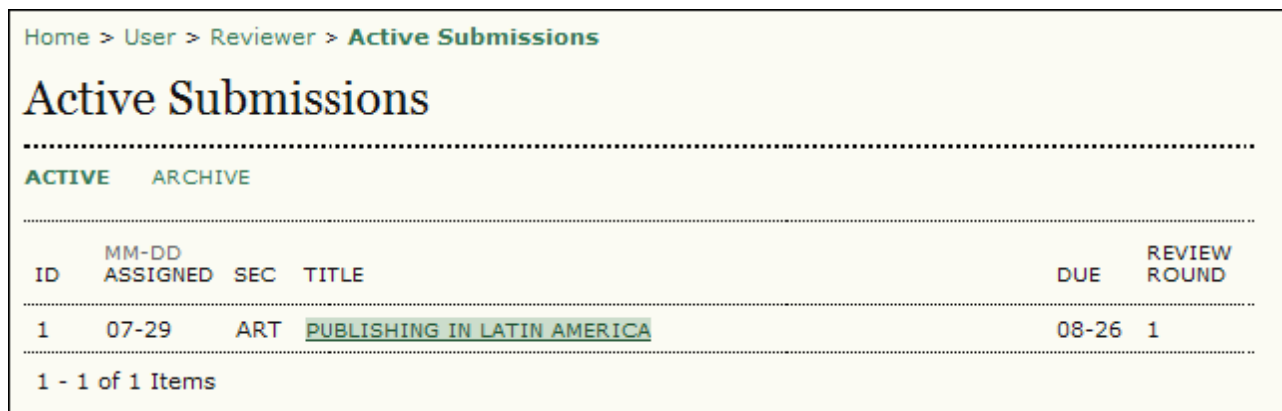 Home > User > Reviewer > Active Submissions
Active Submissions
ACTIVE ARCHIVE
ID MM-DD ASSIGNED SEC TITLE DUE REVIEW ROUND
1 07-29 ART PUBLISHING IN LATIN AMERICA 08-26 1
1 - 1 of 1 Items